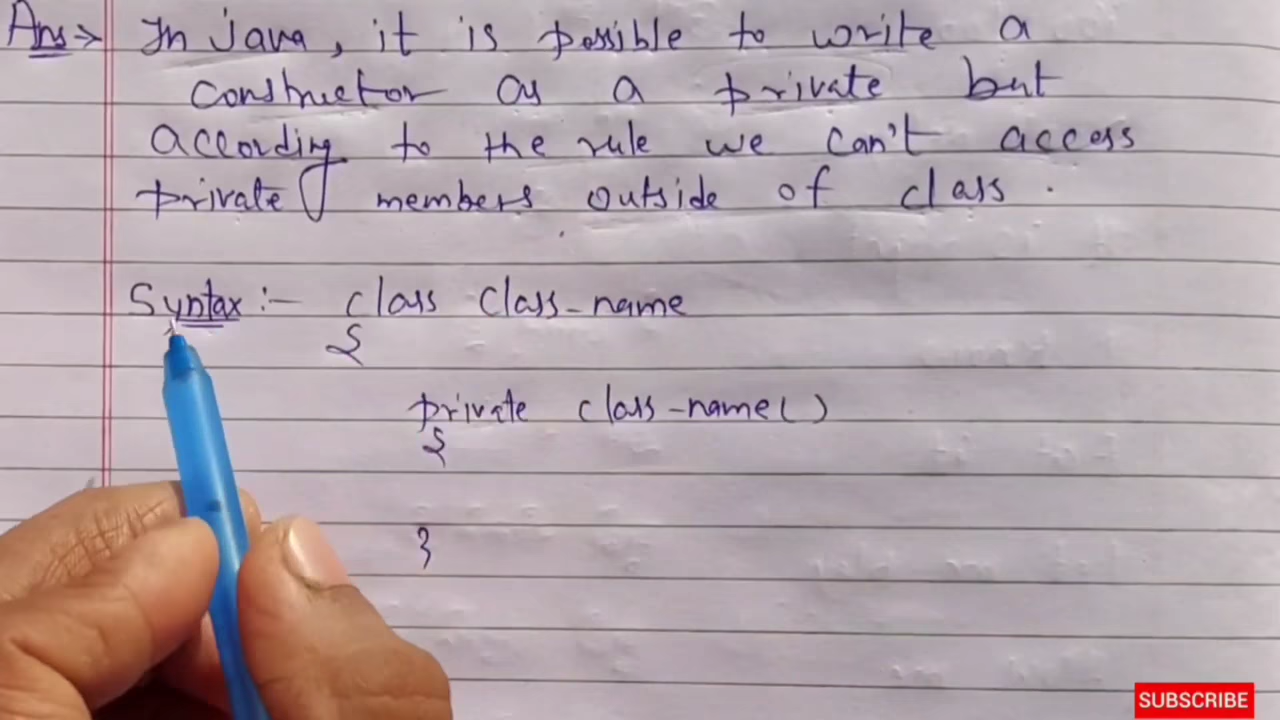 Ans:> In Java, it is possible to write a
constructor as a private but
according to the rule we can't access
private members outside of class.
Syntax :- class Class-name
{
private class-name()
{
}
SUBSCRIBE